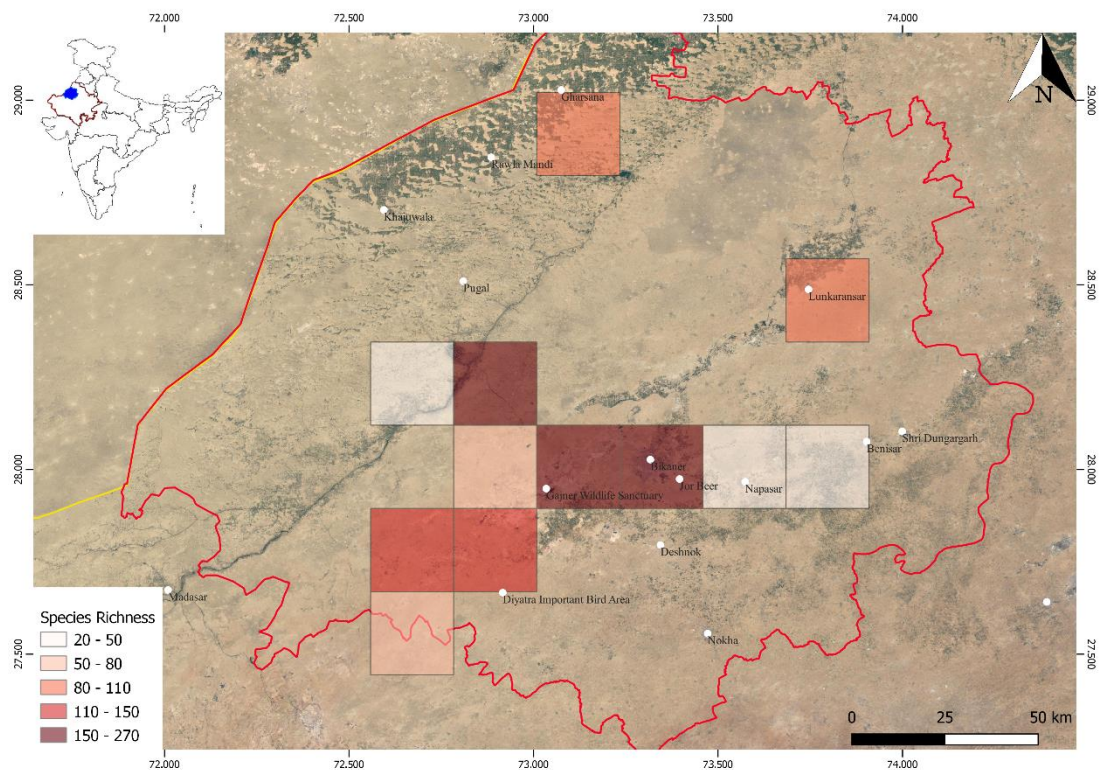 72.000 72.500 73.000 73.500 74.000
29.000 29.000
N
Gharsana
Rawla Mandi
Khajuwala
28.500 28.500
Pugal
Lunkaransar
28.000 28.000
Shri Dungargarh
Benisar
Bikaner
Jor Beer
Napasar
Gajner Wildlife Sanctuary
Deshnok
Madasar
Diyatra Important Bird Area
Nokha
27.500 27.500
Species Richness
20 - 50
50 - 80
80 - 110
110 - 150
150 - 270
0 25 50 km
72.000 72.500 73.000 73.500 74.000